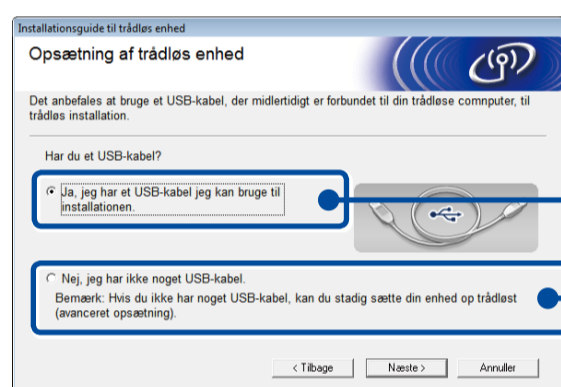 Installationsguide til trådløs enhed
Opsætning af trådløs enhed
Det anbefales at bruge et USB-kabel, der midlertidigt er forbundet til din trådløse comnputer, til
trådløs installation.
Har du et USB-kabel?
Ja, jeg har et USB-kabel jeg kan bruge til
installationen.
Nej, jeg har ikke noget USB-kabel.
Bemærk: Hvis du ikke har noget USB-kabel, kan du stadig sætte din enhed op trådløst
(avanceret opsætning).
< Tilbage
Næste >
Annuller